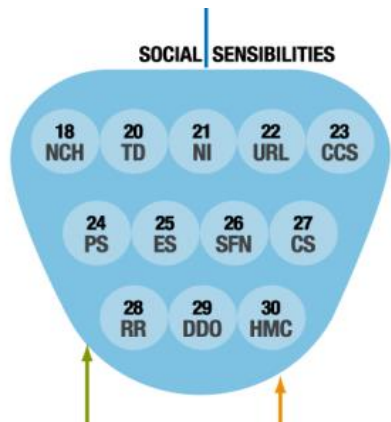 SOCIAL SENSIBILITIES
18 20 21 22 23
NCH TD NI URL CCS
24 25 26 27
PS ES SFN CS
28 29 30
RR DDO HMC